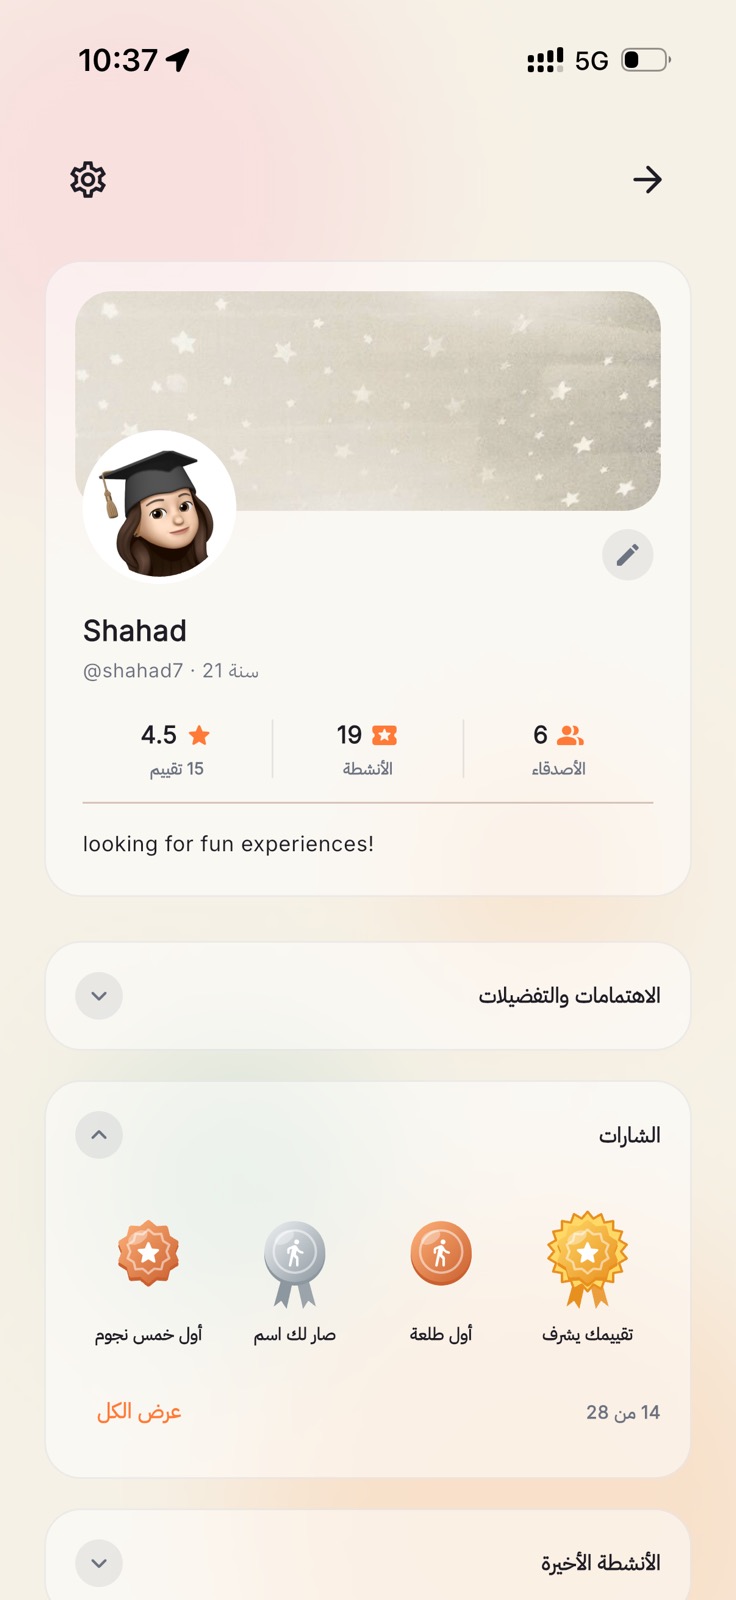 10:37
5G
Shahad
@shahad7 · 21 سنة
6
الأصدقاء
19
الأنشطة
4.5
15 تقييم
looking for fun experiences!
الاهتمامات والتفضيلات
الشارات
تقييمك يشرف
أول طلعة
صار لك اسم
أول خمس نجوم
14 من 28
عرض الكل
الأنشطة الأخيرة